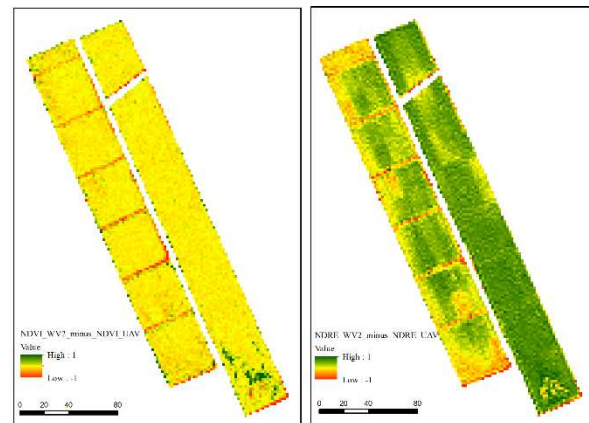 NDVI_WV2_minus_NDVI_UAV
Value
High : 1
Low : -1
0 20 40 80
NDRE_WV2_minus_NDRE_UAV
Value
High : 1
Low : -1
0 20 40 80